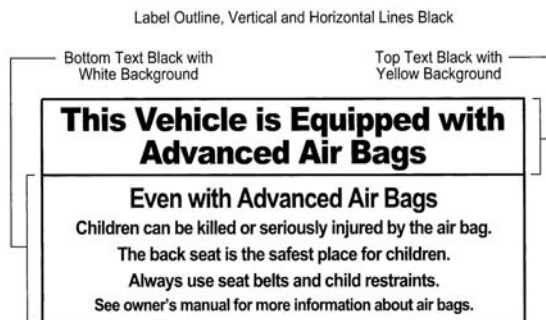 Label Outline, Vertical and Horizontal Lines Black
Bottom Text Black with
White Background
Top Text Black with
Yellow Background
This Vehicle is Equipped with
Advanced Air Bags
Even with Advanced Air Bags
Children can be killed or seriously injured by the air bag.
The back seat is the safest place for children.
Always use seat belts and child restraints.
See owner's manual for more information about air bags.